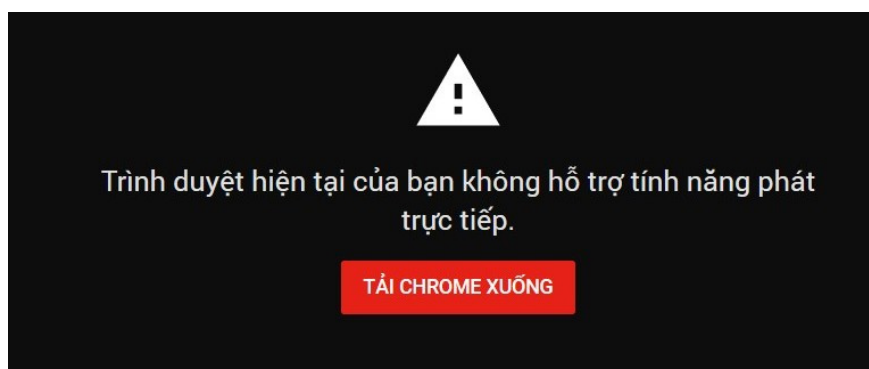 Trình duyệt hiện tại của bạn không hỗ trợ tính năng phát
trực tiếp.
TẢI CHROME XUỐNG